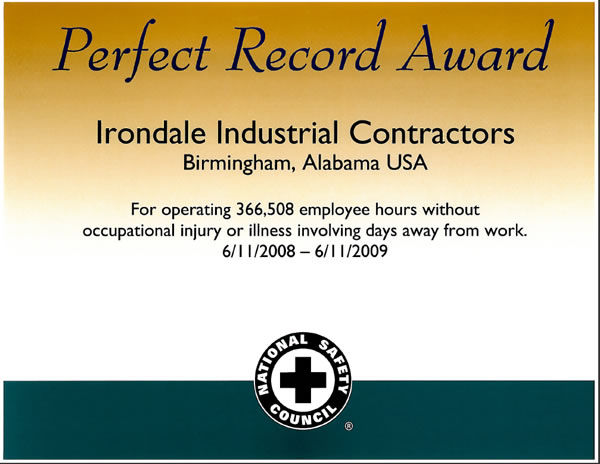 Perfect Record Award
Irondale Industrial Contractors
Birmingham, Alabama USA
For operating 366,508 employee hours without
occupational injury or illness involving days away from work.
6/11/2008 – 6/11/2009
NATIONAL SAFETY
COUNCIL
®